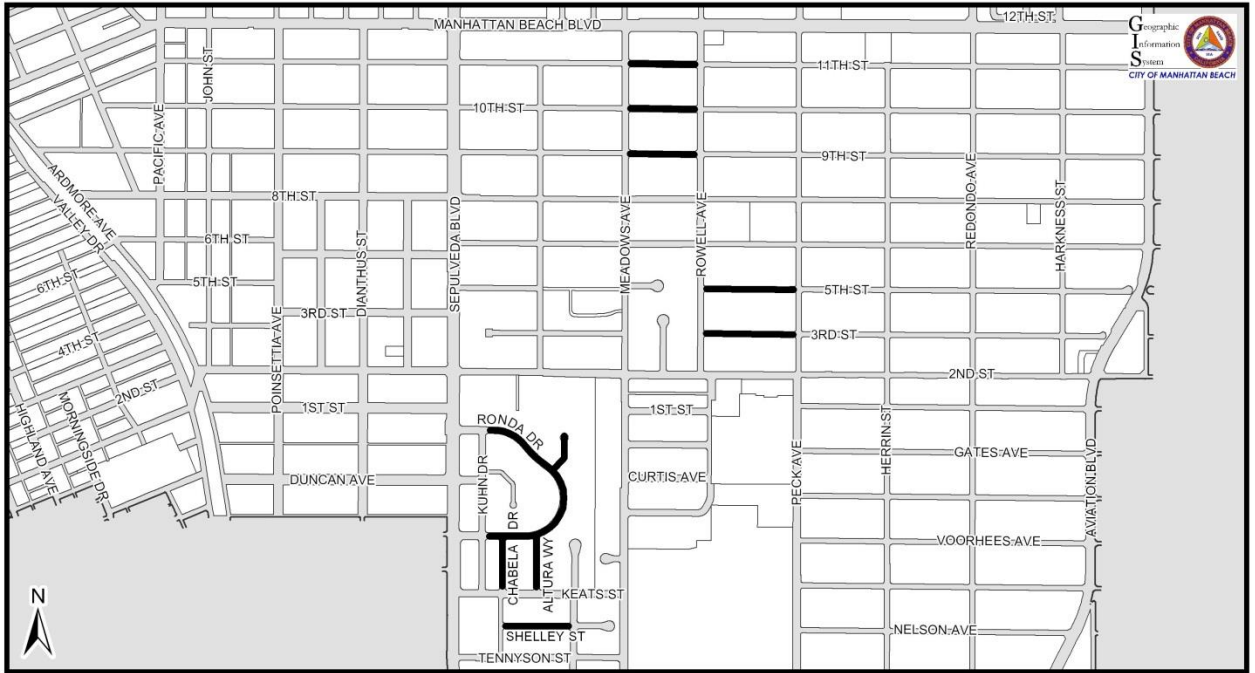 MANHATTAN BEACH BLVD
12TH ST
Geographic
Information
System
CITY OF MANHATTAN BEACH
JOHN ST
11TH ST
10TH ST
PACIFIC AVE
9TH ST
ARDMORE AVE
VALLEY DR
8TH ST
SEPULVEDA BLVD
MEADOWS AVE
ROWELL AVE
REDONDO AVE
HARKNESS ST
6TH ST
DIANTHUS ST
5TH ST
6TH ST
5TH ST
3RD ST
POINSETTIA AVE
3RD ST
4TH ST
2ND ST
2ND ST
HIGHLAND AVE
MORNINGSIDE DR
1ST ST
1ST ST
RONDA DR
HERRIN ST
GATES AVE
AVIATION BLVD
KUHN DR
DUNCAN AVE
CURTIS AVE
PECK AVE
CHABELA DR
ALTURA WY
VOORHEES AVE
KEATS ST
N
SHELLEY ST
NELSON AVE
TENNYSON ST